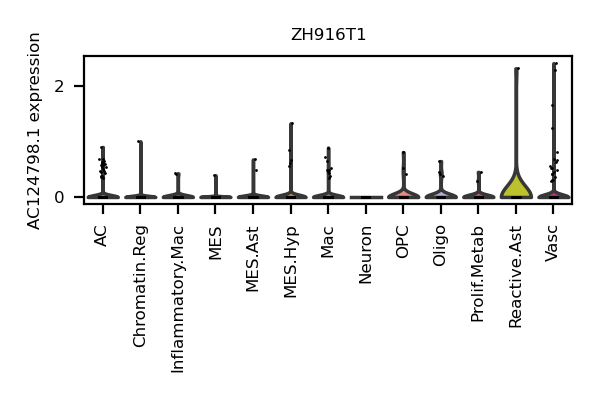 ZH916T1
AC124798.1 expression
2
0
AC
Chromatin.Reg
Inflammatory.Mac
MES
MES.Ast
MES.Hyp
Mac
Neuron
OPC
Oligo
Prolif.Metab
Reactive.Ast
Vasc